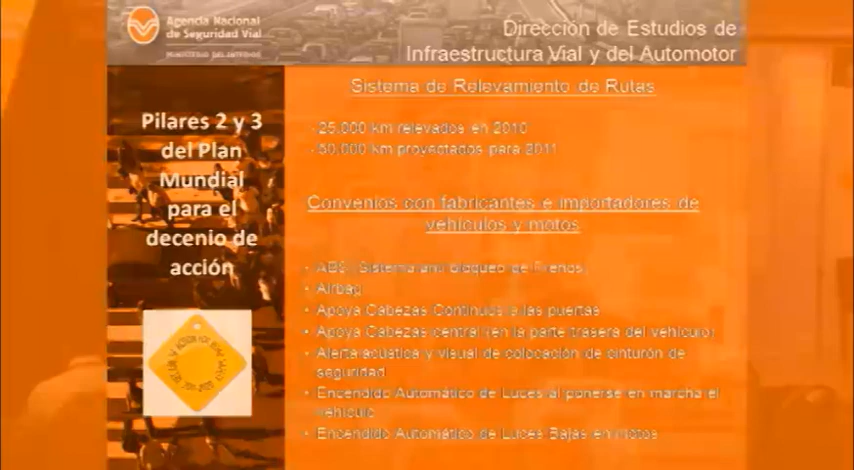 Agencia Nacional
de Seguridad Vial
MINISTERIO DEL INTERIOR
Dirección de Estudios de
Infraestructura Vial y del Automotor
Pilares 2 y 3
del Plan
Mundial
para el
decenio de
acción
Sistema de Relevamiento de Rutas
- 25.000 km relevados en 2010
- 50.000 km proyectados para 2011
Convenios con fabricantes e importadores de
vehículos y motos
• ABS (Sistema anti bloqueo de Frenos)
• Airbag
• Apoya Cabezas Continuos a las puertas
• Apoya Cabezas central (en la parte trasera del vehículo)
• Alerta acústica y visual de colocación de cinturón de
seguridad
• Encendido Automático de Luces al ponerse en marcha el
vehículo
• Encendido Automático de Luces Bajas en motos